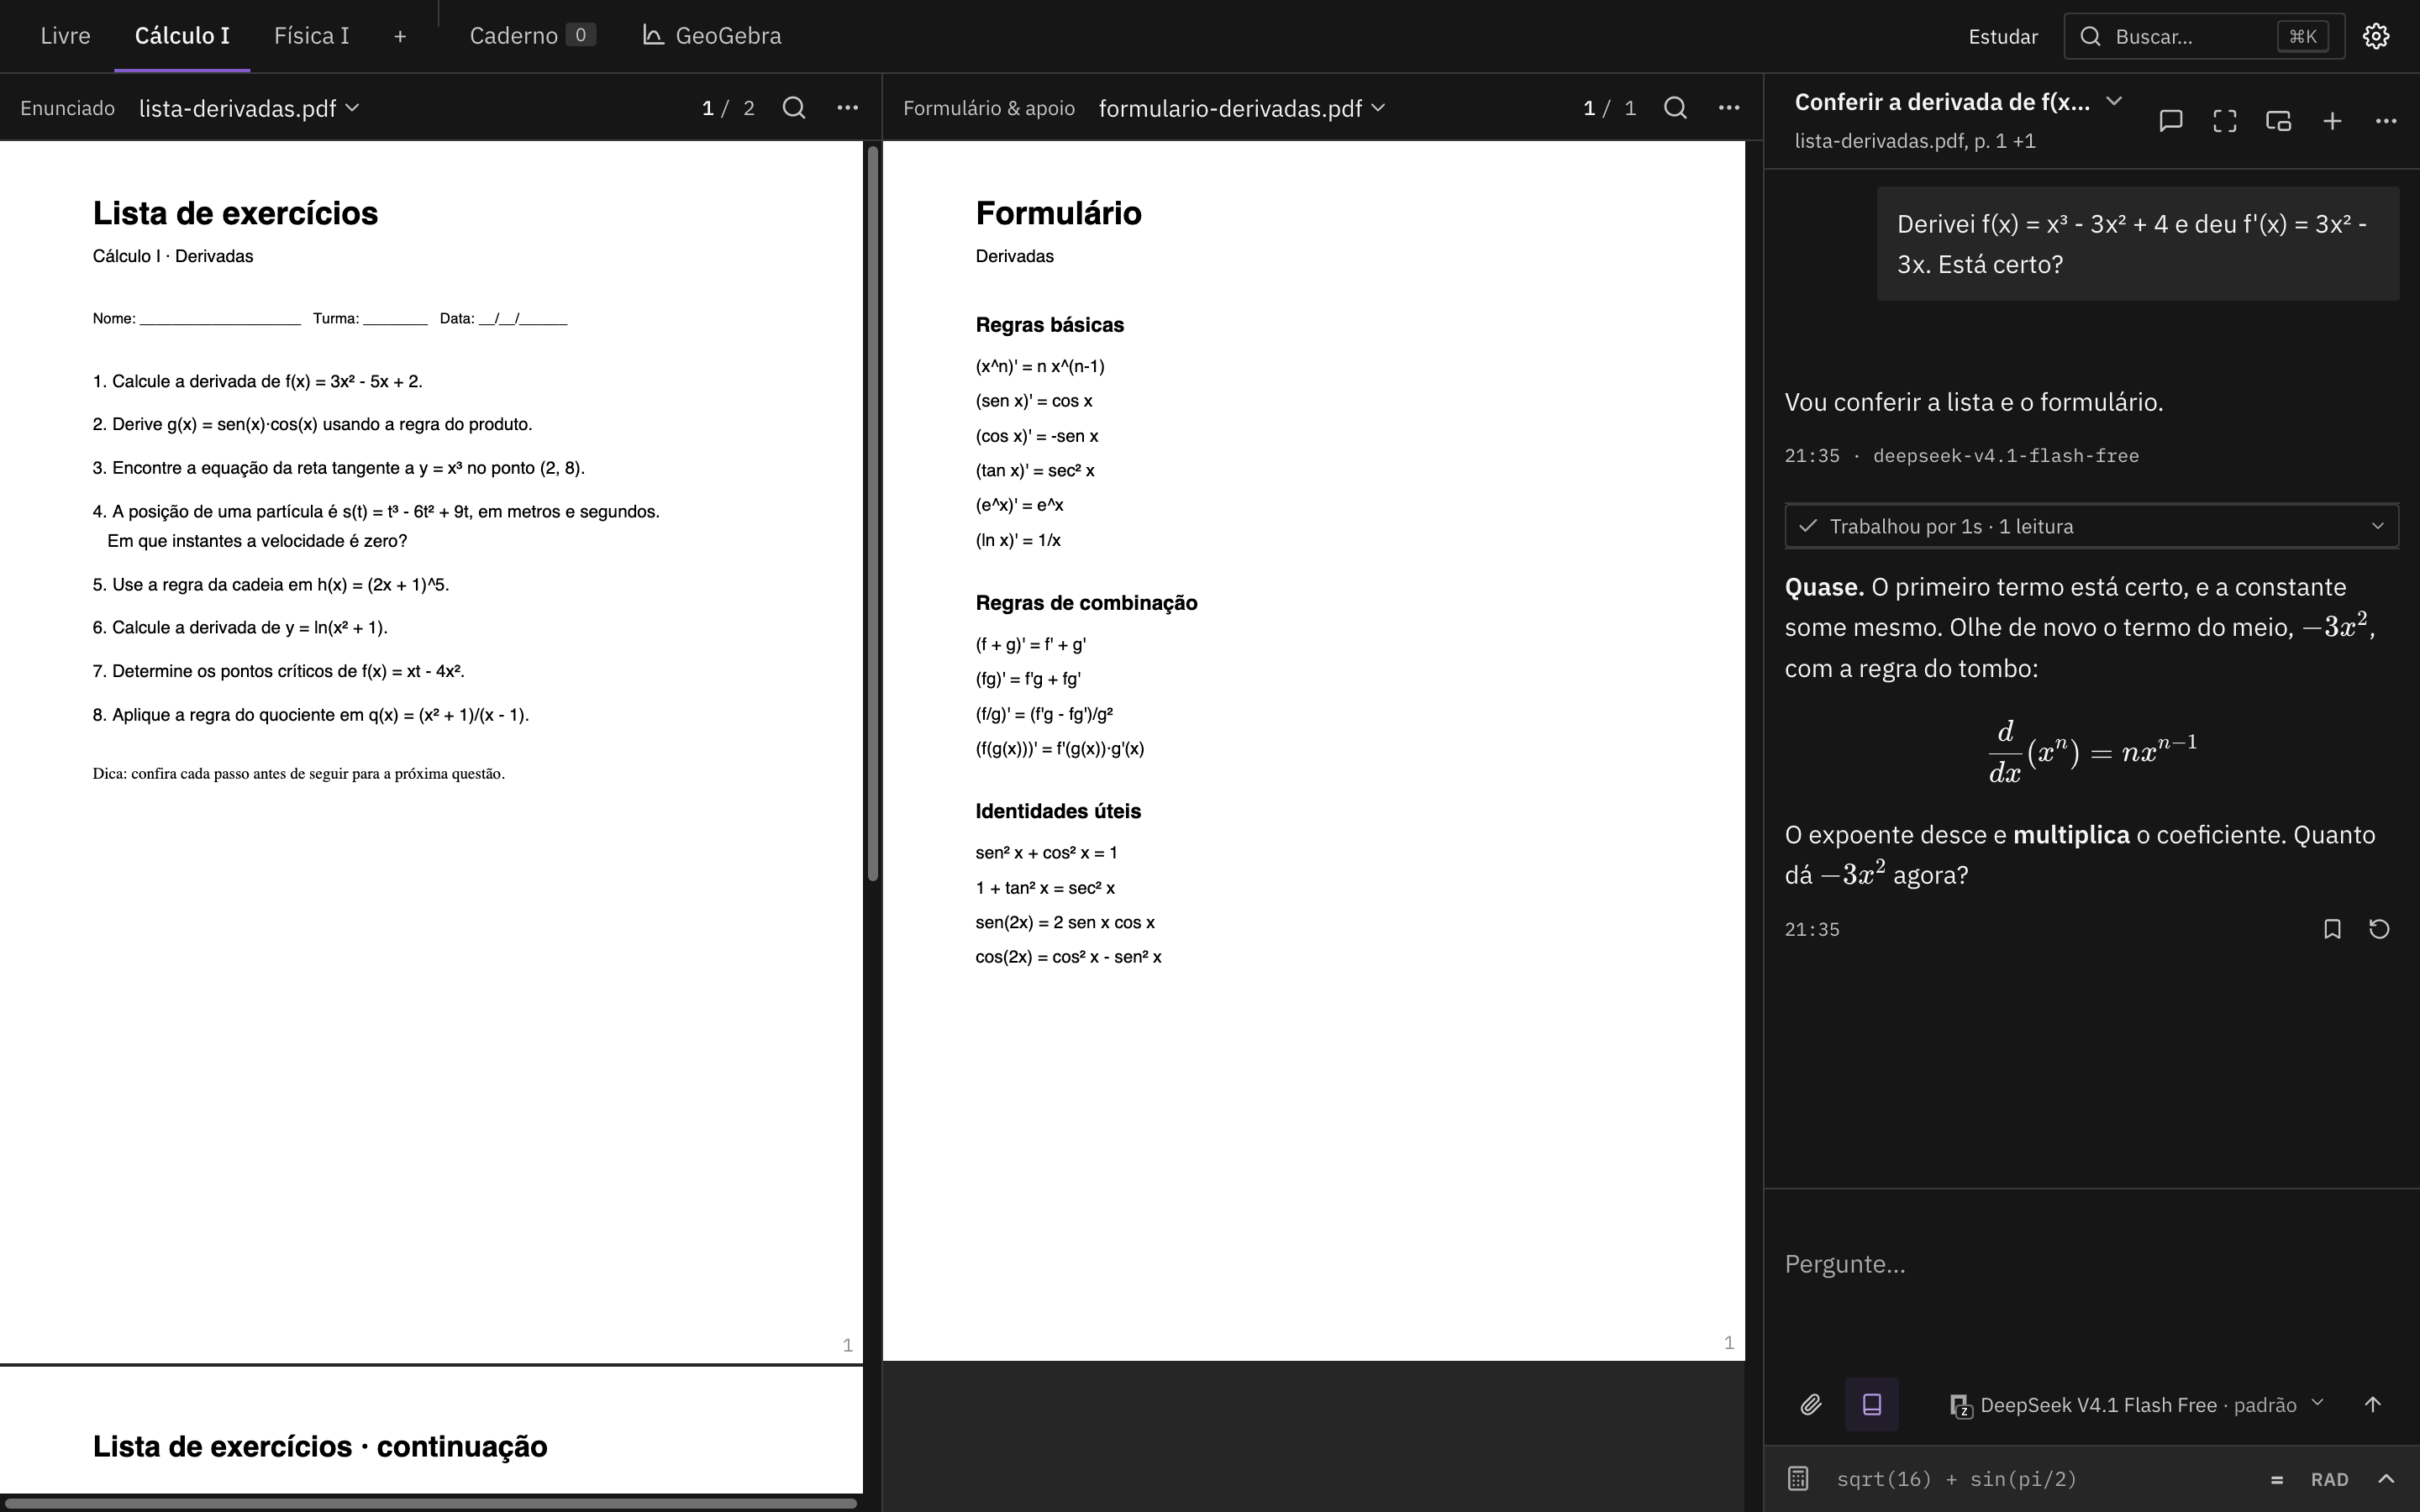 Livre
Cálculo I
Física I
+
Caderno 0
GeoGebra
Estudar
Buscar...
⌘K
Enunciado lista-derivadas.pdf
1 / 2
Lista de exercícios
Cálculo I · Derivadas
Nome: ____________________ Turma: ________ Data: __/__/______
1. Calcule a derivada de f(x) = 3x² - 5x + 2.
2. Derive g(x) = sen(x)·cos(x) usando a regra do produto.
3. Encontre a equação da reta tangente a y = x³ no ponto (2, 8).
4. A posição de uma partícula é s(t) = t³ - 6t² + 9t, em metros e segundos.
Em que instantes a velocidade é zero?
5. Use a regra da cadeia em h(x) = (2x + 1)^5.
6. Calcule a derivada de y = ln(x² + 1).
7. Determine os pontos críticos de f(x) = xt - 4x².
8. Aplique a regra do quociente em q(x) = (x² + 1)/(x - 1).
Dica: confira cada passo antes de seguir para a próxima questão.
1
Lista de exercícios · continuação
Formulário & apoio formulario-derivadas.pdf
1 / 1
Formulário
Derivadas
Regras básicas
(x^n)' = n x^(n-1)
(sen x)' = cos x
(cos x)' = -sen x
(tan x)' = sec² x
(e^x)' = e^x
(ln x)' = 1/x
Regras de combinação
(f + g)' = f' + g'
(fg)' = f'g + fg'
(f/g)' = (f'g - fg')/g²
(f(g(x)))' = f'(g(x))·g'(x)
Identidades úteis
sen² x + cos² x = 1
1 + tan² x = sec² x
sen(2x) = 2 sen x cos x
cos(2x) = cos² x - sen² x
1
Conferir a derivada de f(x...
lista-derivadas.pdf, p. 1 +1
Derivei f(x) = x³ - 3x² + 4 e deu f'(x) = 3x² -
3x. Está certo?
Vou conferir a lista e o formulário.
21:35 · deepseek-v4.1-flash-free
Trabalhou por 1s · 1 leitura
Quase. O primeiro termo está certo, e a constante
some mesmo. Olhe de novo o termo do meio, −3x²,
com a regra do tombo:
d/dx (xⁿ) = nxⁿ⁻¹
O expoente desce e multiplica o coeficiente. Quanto
dá −3x² agora?
21:35
Pergunte...
DeepSeek V4.1 Flash Free · padrão
sqrt(16) + sin(pi/2)
= RAD